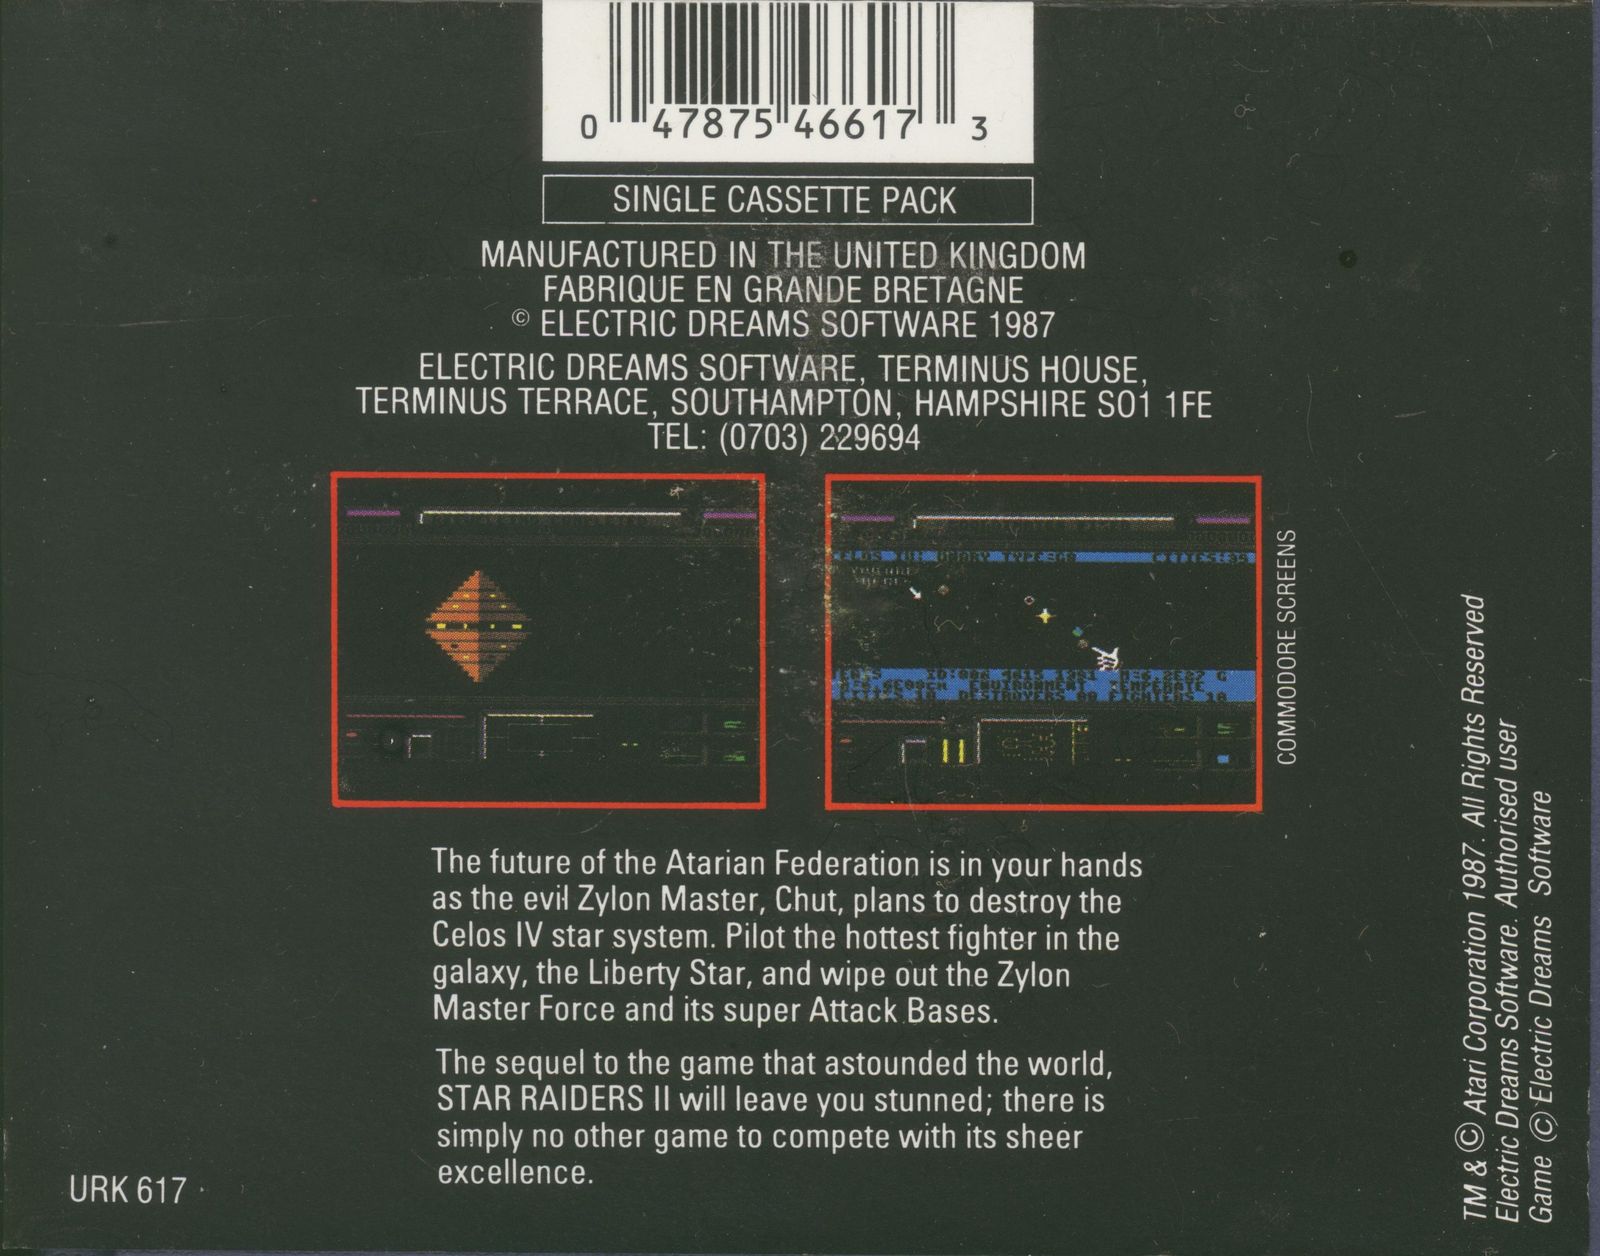 0 47875 46617 3
SINGLE CASSETTE PACK
MANUFACTURED IN THE UNITED KINGDOM
FABRIQUE EN GRANDE BRETAGNE
© ELECTRIC DREAMS SOFTWARE 1987
ELECTRIC DREAMS SOFTWARE, TERMINUS HOUSE,
TERMINUS TERRACE, SOUTHAMPTON, HAMPSHIRE SO1 1FE
TEL: (0703) 229694
COMMODORE SCREENS
The future of the Atarian Federation is in your hands
as the evil Zylon Master, Chut, plans to destroy the
Celos IV star system. Pilot the hottest fighter in the
galaxy, the Liberty Star, and wipe out the Zylon
Master Force and its super Attack Bases.
The sequel to the game that astounded the world,
STAR RAIDERS II will leave you stunned; there is
simply no other game to compete with its sheer
excellence.
URK 617
TM & © Atari Corporation 1987. All Rights Reserved
Electric Dreams Software. Authorised user
Game © Electric Dreams Software